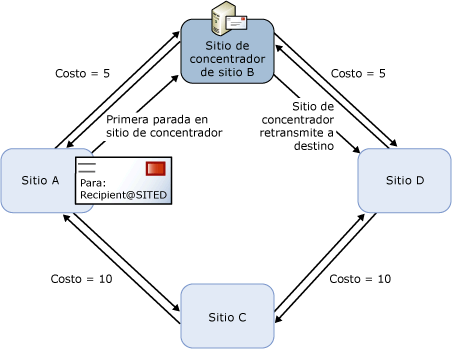 Sitio de
concentrador
de sitio B
Costo = 5
Costo = 5
Primera parada en
sitio de concentrador
Sitio de
concentrador
retransmite a
destino
Sitio A
Para:
Recipient@SITED
Sitio D
Costo = 10
Costo = 10
Sitio C